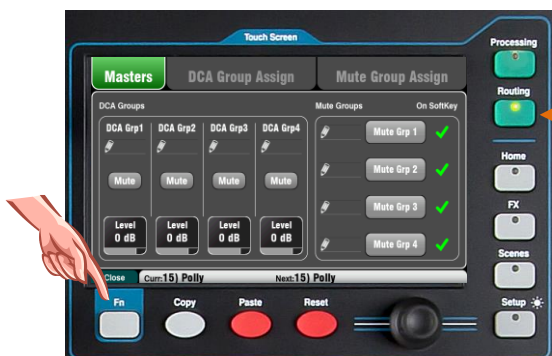 Touch Screen
Processing
Masters DCA Group Assign Mute Group Assign
Routing
DCA Groups Mute Groups On SoftKey
DCA Grp1 DCA Grp2 DCA Grp3 DCA Grp4
Mute Grp 1
Mute Mute Mute Mute
Mute Grp 2
Mute Grp 3
Level Level Level Level
0 dB 0 dB 0 dB 0 dB
Mute Grp 4
Home
FX
Scenes
Close Curr:15) Polly Next:15) Polly
Fn Copy Paste Reset
Setup